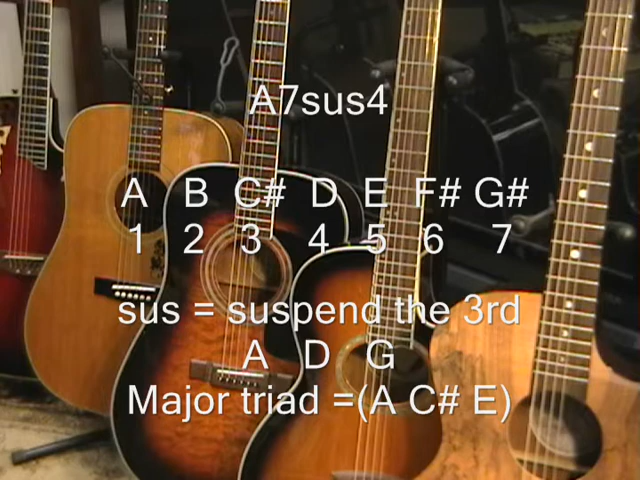 A7sus4
A B C# D E F# G#
1 2 3 4 5 6 7
sus = suspend the 3rd
A D G
Major triad =(A C# E)